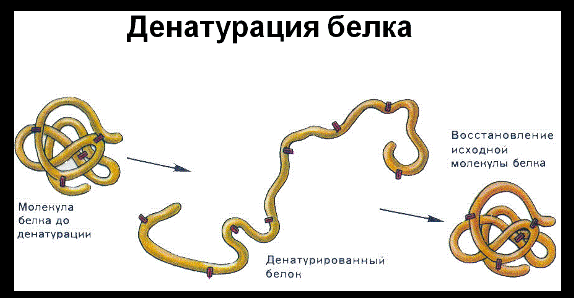 Денатурация белка
Молекула
белка до
денатурации
Денатурированный
белок
Восстановление
исходной
молекулы белка